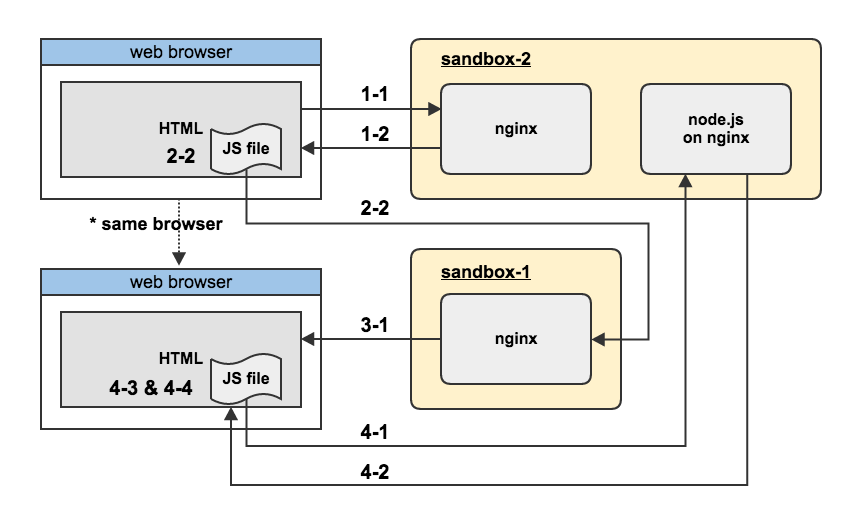 web browser
HTML
2-2
JS file
1-1
1-2
sandbox-2
nginx
node.js
on nginx
2-2
* same browser
web browser
HTML
4-3 & 4-4
JS file
3-1
sandbox-1
nginx
4-1
4-2